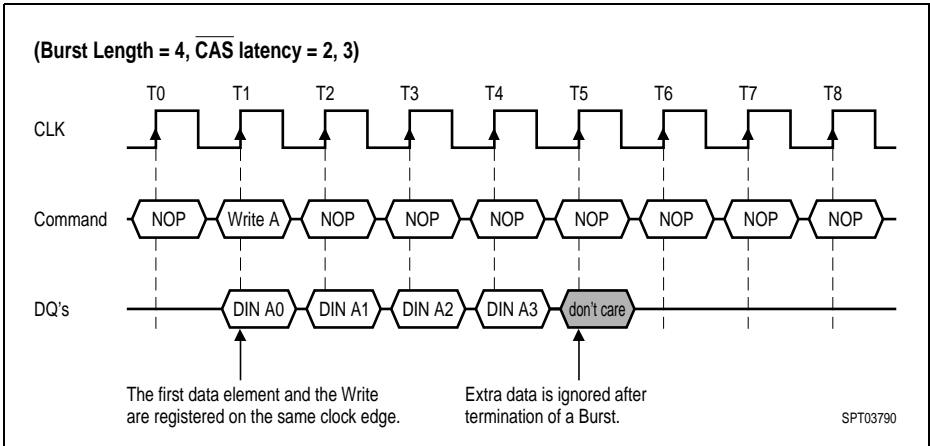 (Burst Length = 4, CAS latency = 2, 3)
T0 T1 T2 T3 T4 T5 T6 T7 T8
CLK
Command NOP Write A NOP NOP NOP NOP NOP NOP NOP
DQ's DIN A0 DIN A1 DIN A2 DIN A3 don't care
The first data element and the Write
are registered on the same clock edge.
Extra data is ignored after
termination of a Burst.
SPT03790